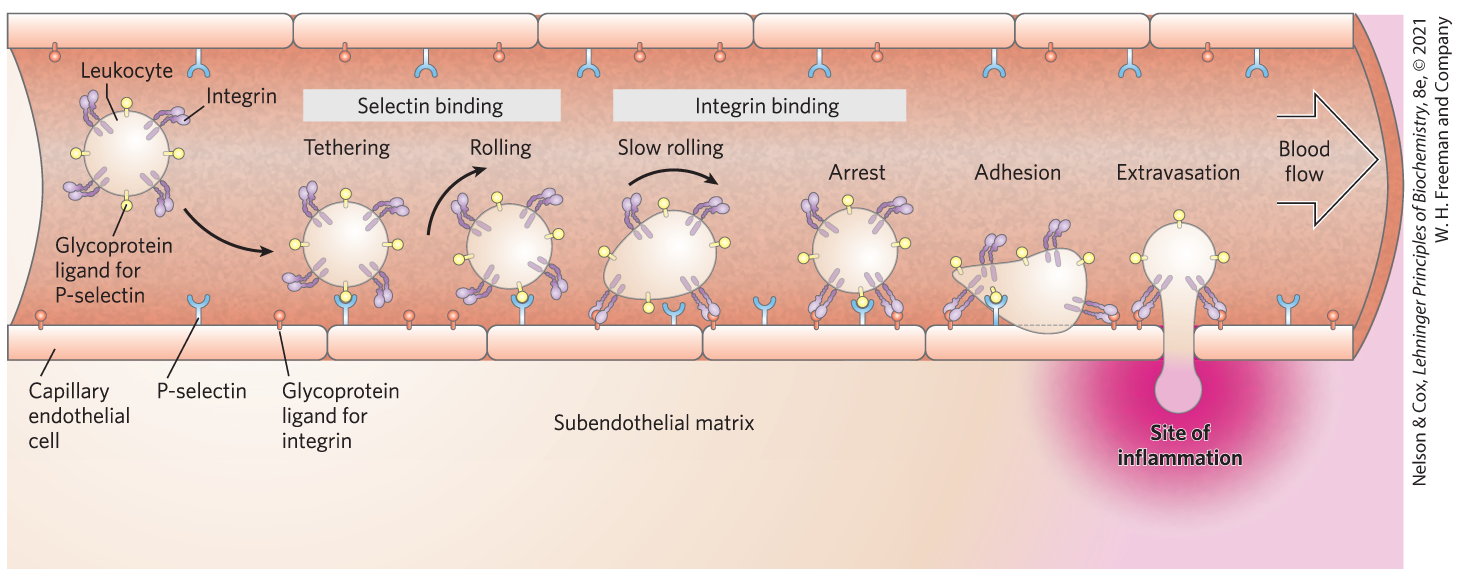 Leukocyte
Integrin
Glycoprotein
ligand for
P-selectin
Selectin binding
Tethering
Rolling
Integrin binding
Slow rolling
Arrest
Adhesion
Extravasation
Blood
flow
Capillary
endothelial
cell
P-selectin
Glycoprotein
ligand for
integrin
Subendothelial matrix
Site of
inflammation
Nelson & Cox, Lehninger Principles of Biochemistry, 8e, © 2021
W. H. Freeman and Company